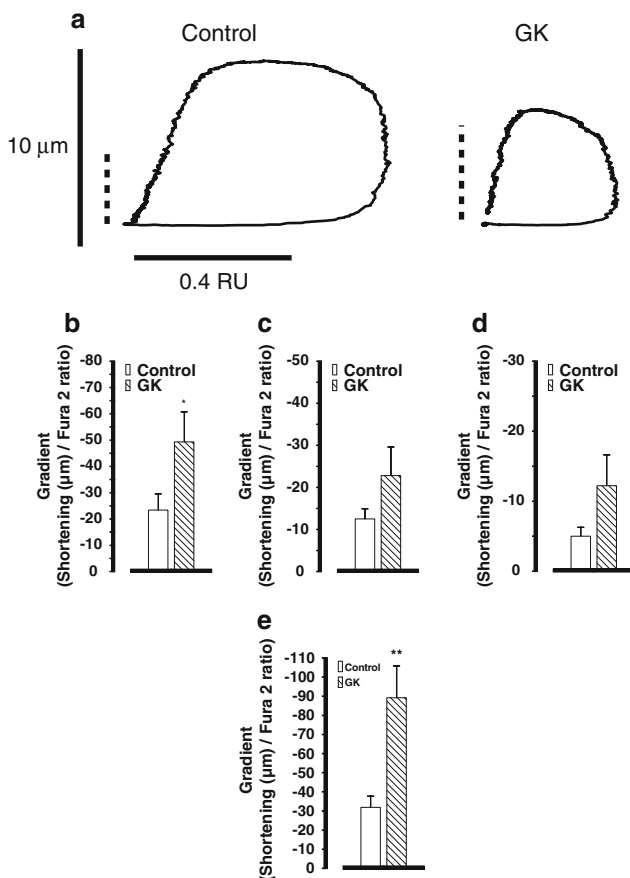 a
Control
GK
10 µm
0.4 RU
b
Gradient
(Shortening (µm) / Fura 2 ratio)
-80
-70
-60
-50
-40
-30
-20
-10
0
Control
GK
*
c
Gradient
(Shortening (µm) / Fura 2 ratio)
-50
-40
-30
-20
-10
0
Control
GK
d
Gradient
(Shortening (µm) / Fura 2 ratio)
-30
-20
-10
0
Control
GK
e
Gradient
(Shortening (µm) / Fura 2 ratio)
-110
-100
-90
-80
-70
-60
-50
-40
-30
-20
-10
0
Control
GK
**